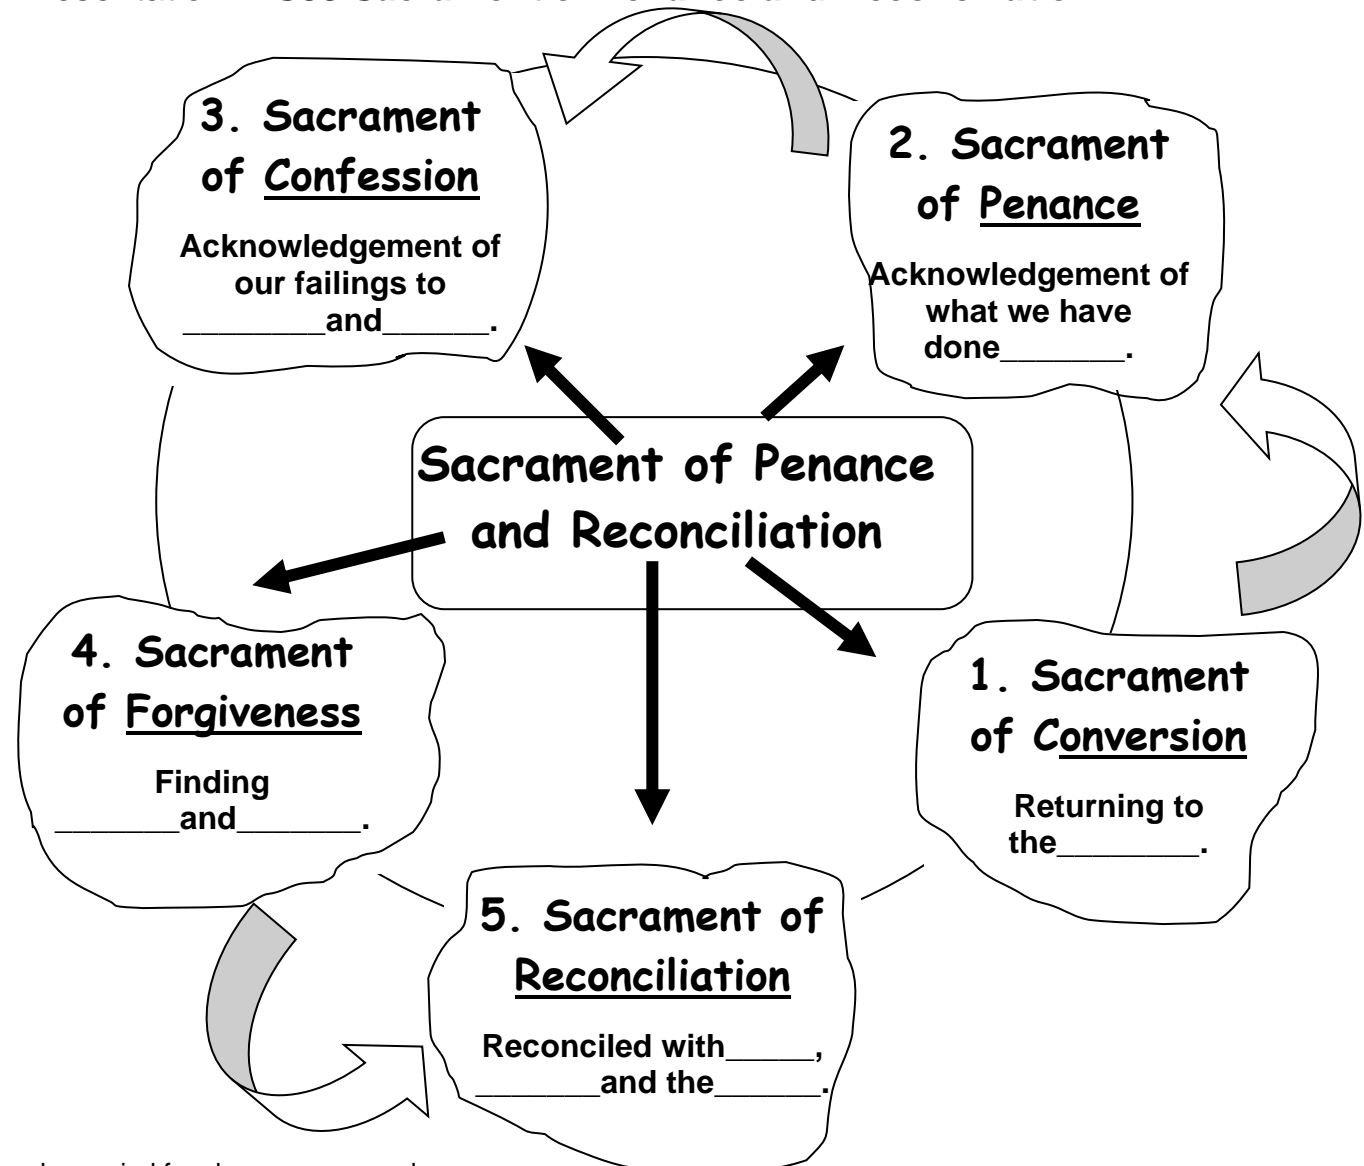 3. Sacrament
of Confession
Acknowledgement of
our failings to
________and______.
2. Sacrament
of Penance
Acknowledgement of
what we have
done_______.
Sacrament of Penance
and Reconciliation
4. Sacrament
of Forgiveness
Finding
_______and_______.
1. Sacrament
of Conversion
Returning to
the________.
5. Sacrament of
Reconciliation
Reconciled with_____,
_______and the______.